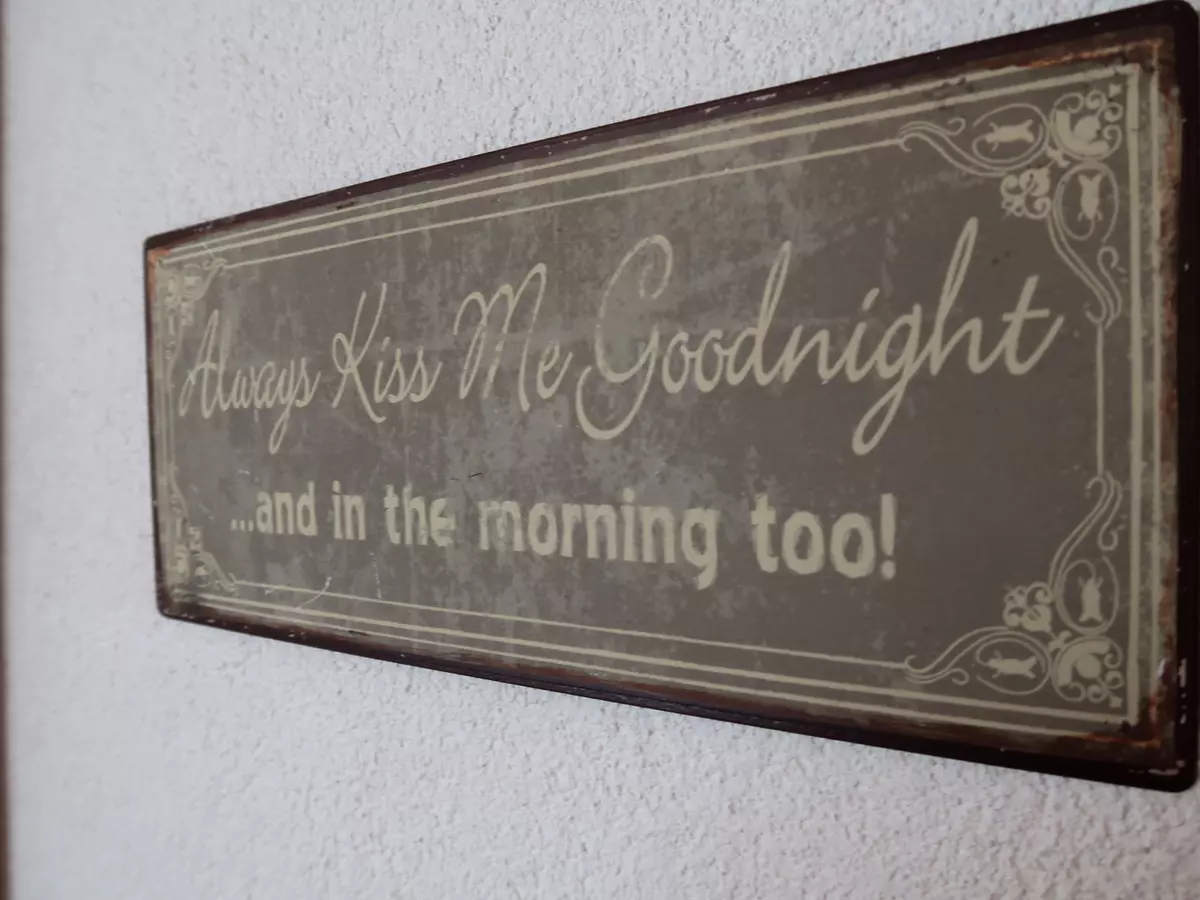 Always Kiss Me Goodnight
...and in the morning too!